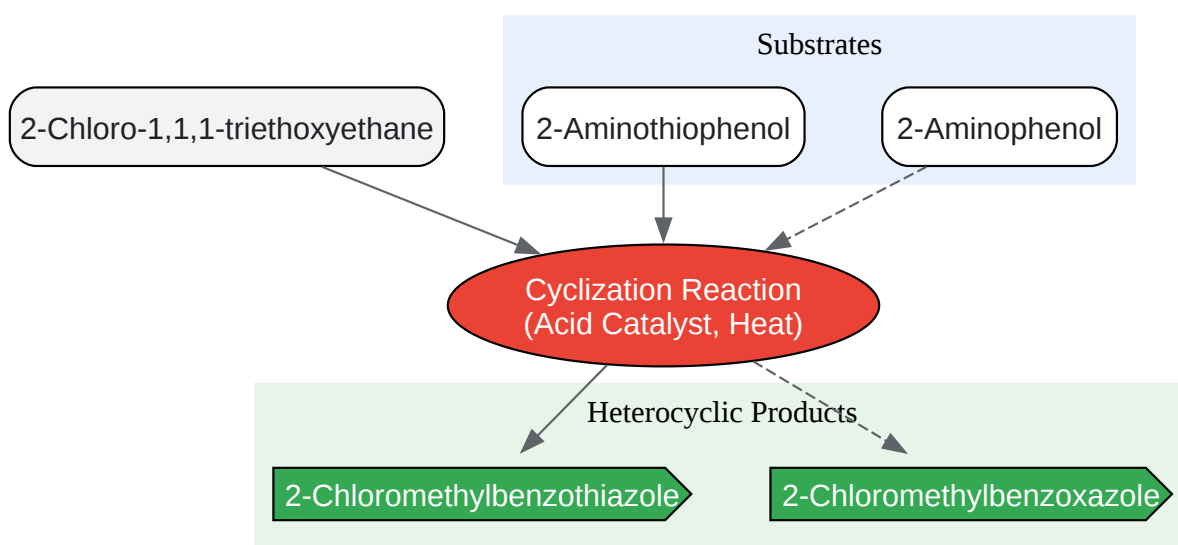 Substrates
2-Chloro-1,1,1-triethoxyethane
2-Aminothiophenol
2-Aminophenol
Cyclization Reaction
(Acid Catalyst, Heat)
Heterocyclic Products
2-Chloromethylbenzothiazole
2-Chloromethylbenzoxazole